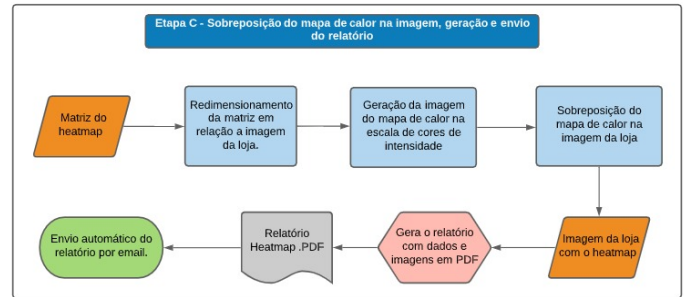 Etapa C - Sobreposição do mapa de calor na imagem, geração e envio
do relatório
Matriz do
heatmap
Redimensionamento
da matriz em
relação a imagem
da loja.
Geração da imagem
do mapa de calor na
escala de cores de
intensidade
Sobreposição do
mapa de calor na
imagem da loja
Envio automático do
relatório por email.
Relatório
Heatmap .PDF
Gera o relatório
com dados e
imagens em PDF
Imagem da loja
com o heatmap